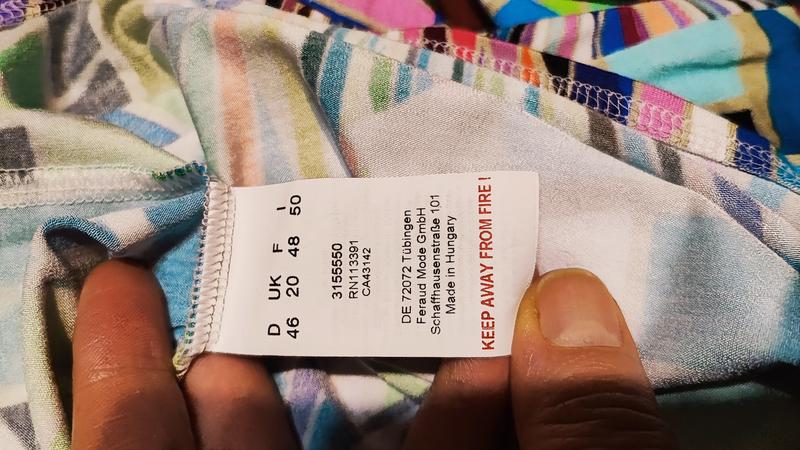 D UK F I
46 20 48 50
3155550
RN113391
CA43142
DE 72072 Tübingen
Feraud Mode GmbH
Schaffhausenstraße 101
Made in Hungary
KEEP AWAY FROM FIRE !